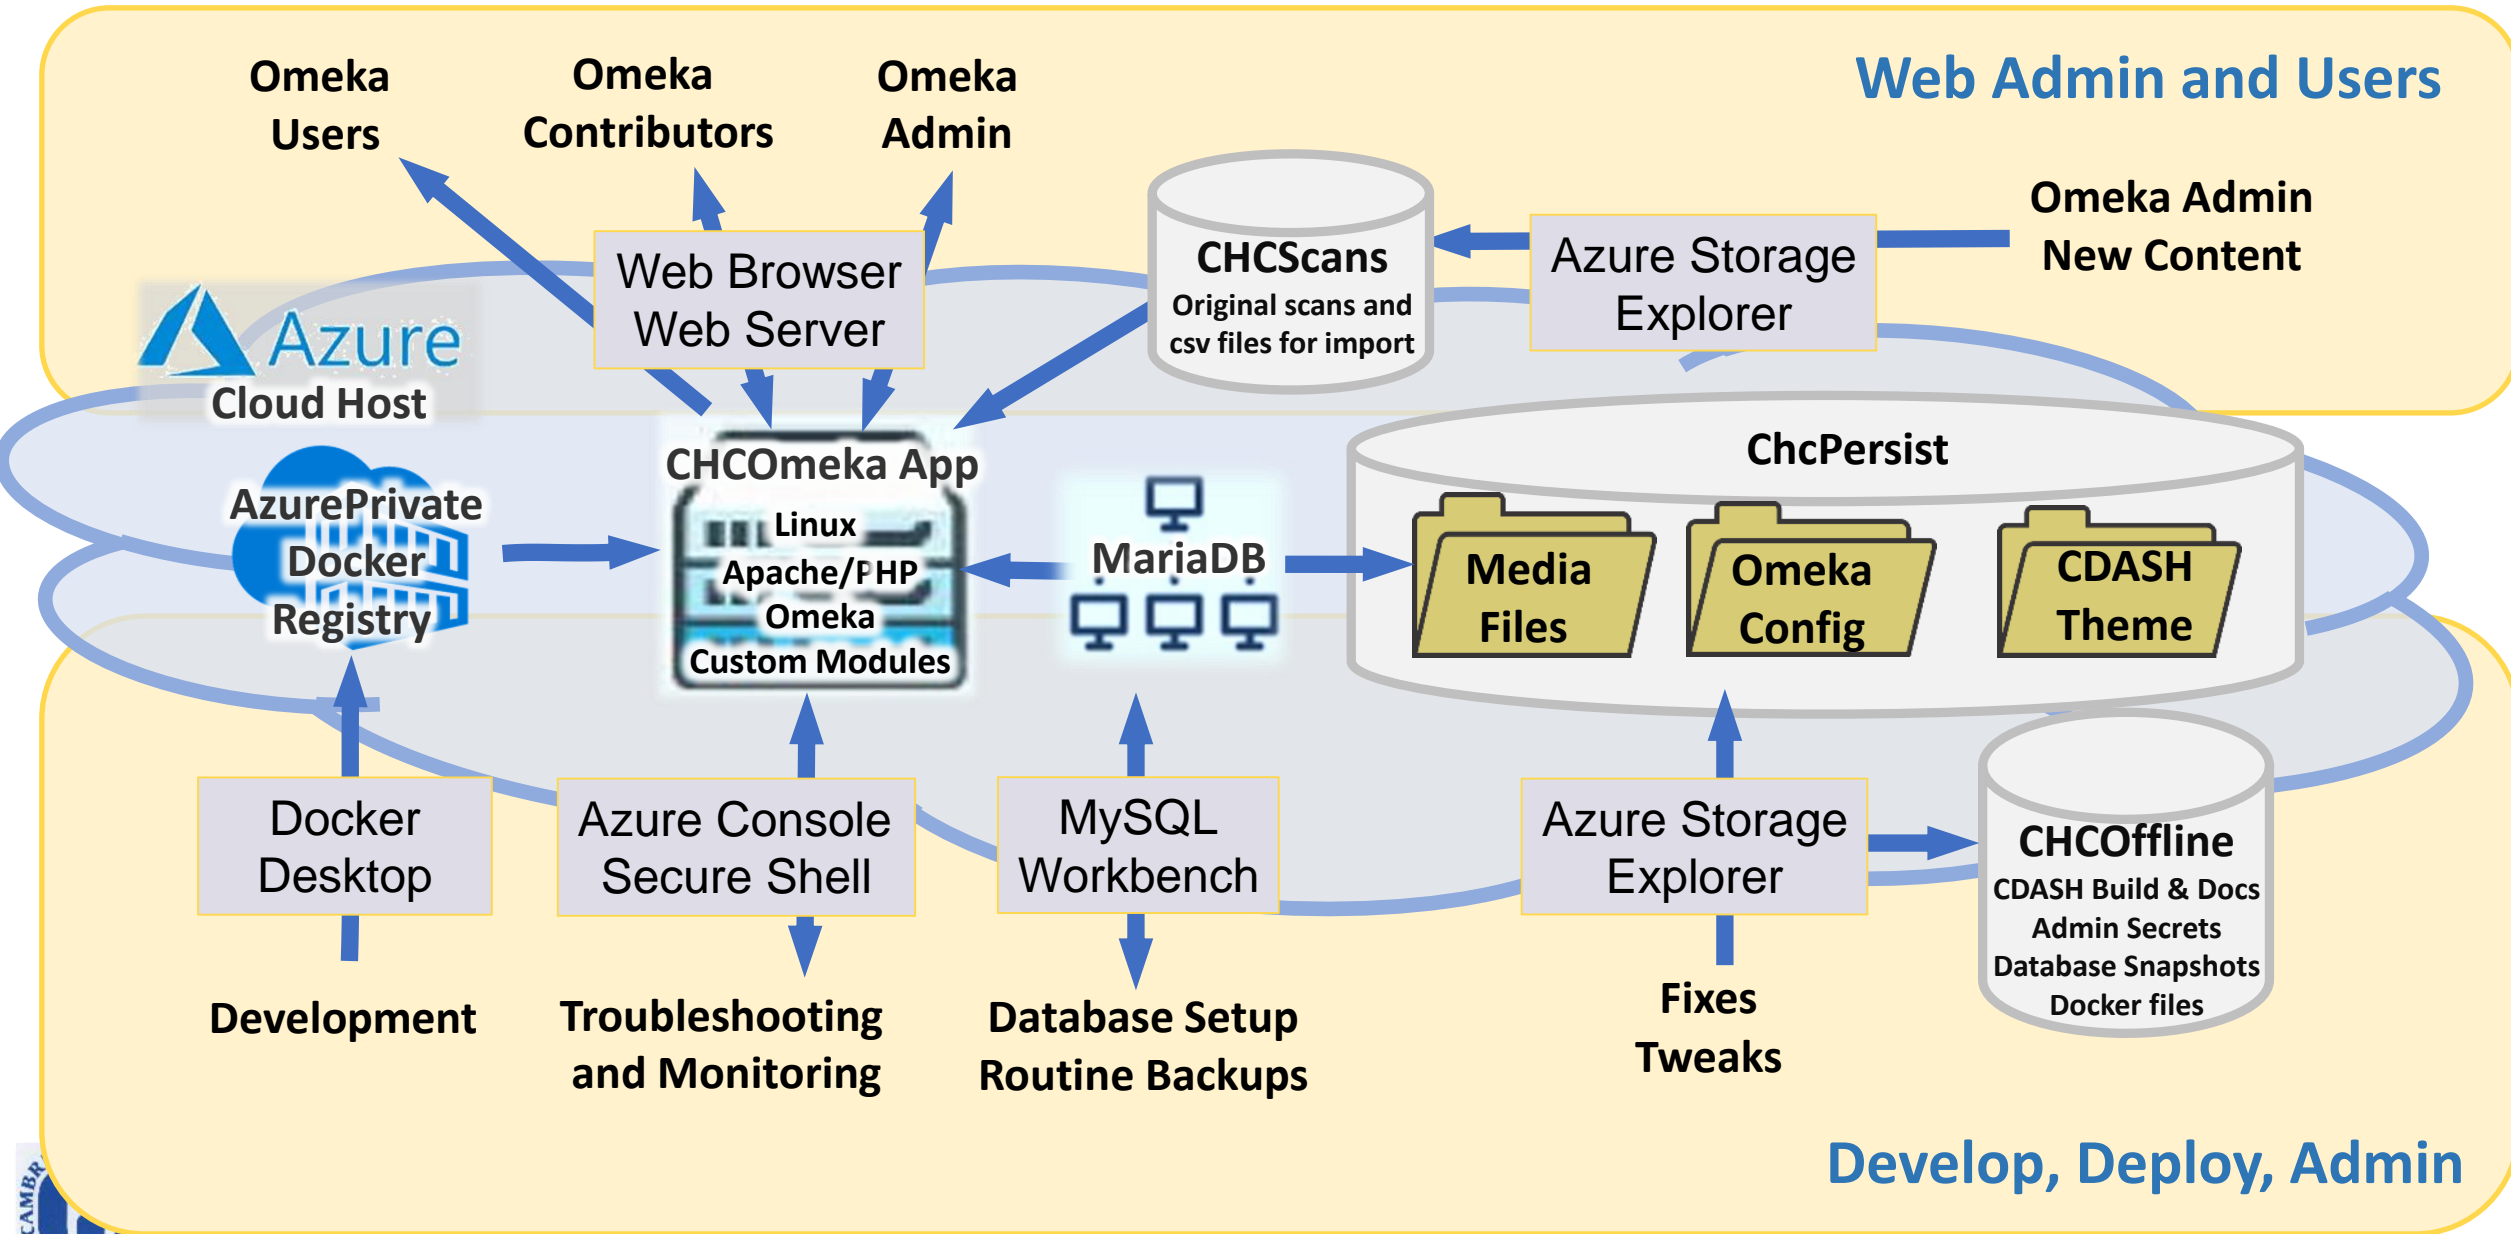 Web Admin and Users
Omeka
Users
Omeka
Contributors
Omeka
Admin
Omeka Admin
New Content
Web Browser
Web Server
CHCScans
Original scans and
csv files for import
Azure Storage
Explorer
Azure
Cloud Host
AzurePrivate
Docker
Registry
CHCOmeka App
Linux
Apache/PHP
Omeka
Custom Modules
MariaDB
ChcPersist
Media
Files
Omeka
Config
CDASH
Theme
Docker
Desktop
Azure Console
Secure Shell
MySQL
Workbench
Azure Storage
Explorer
CHCOffline
CDASH Build & Docs
Admin Secrets
Database Snapshots
Docker files
Development
Troubleshooting
and Monitoring
Database Setup
Routine Backups
Fixes
Tweaks
Develop, Deploy, Admin